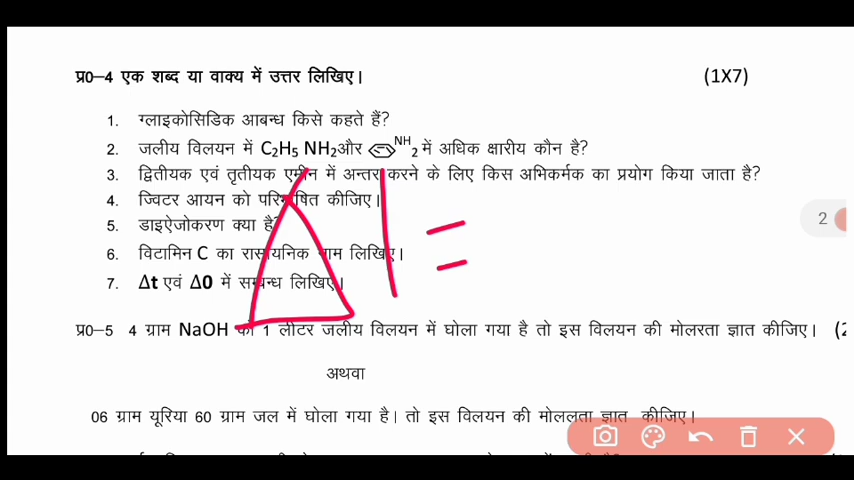 प्र0–4 एक शब्द या वाक्य में उत्तर लिखिए। (1X7)
1. ग्लाइकोसिडिक आबन्ध किसे कहते हैं?
2. जलीय विलयन में C₂H₅ NH₂और NH₂ में अधिक क्षारीय कौन है?
3. द्वितीयक एवं तृतीयक एमीन में अन्तर करने के लिए किस अभिकर्मक का प्रयोग किया जाता है?
4. ज्विटर आयन को परिभाषित कीजिए।
5. डाइऐजोकरण क्या है?
6. विटामिन C का रासायनिक नाम लिखिए।
7. Δt एवं Δ0 में सम्बन्ध लिखिए।
Δ =
2
प्र0–5 4 ग्राम NaOH को 1 लीटर जलीय विलयन में घोला गया है तो इस विलयन की मोलरता ज्ञात कीजिए। (2
अथवा
06 ग्राम यूरिया 60 ग्राम जल में घोला गया है। तो इस विलयन की मोललता ज्ञात कीजिए।